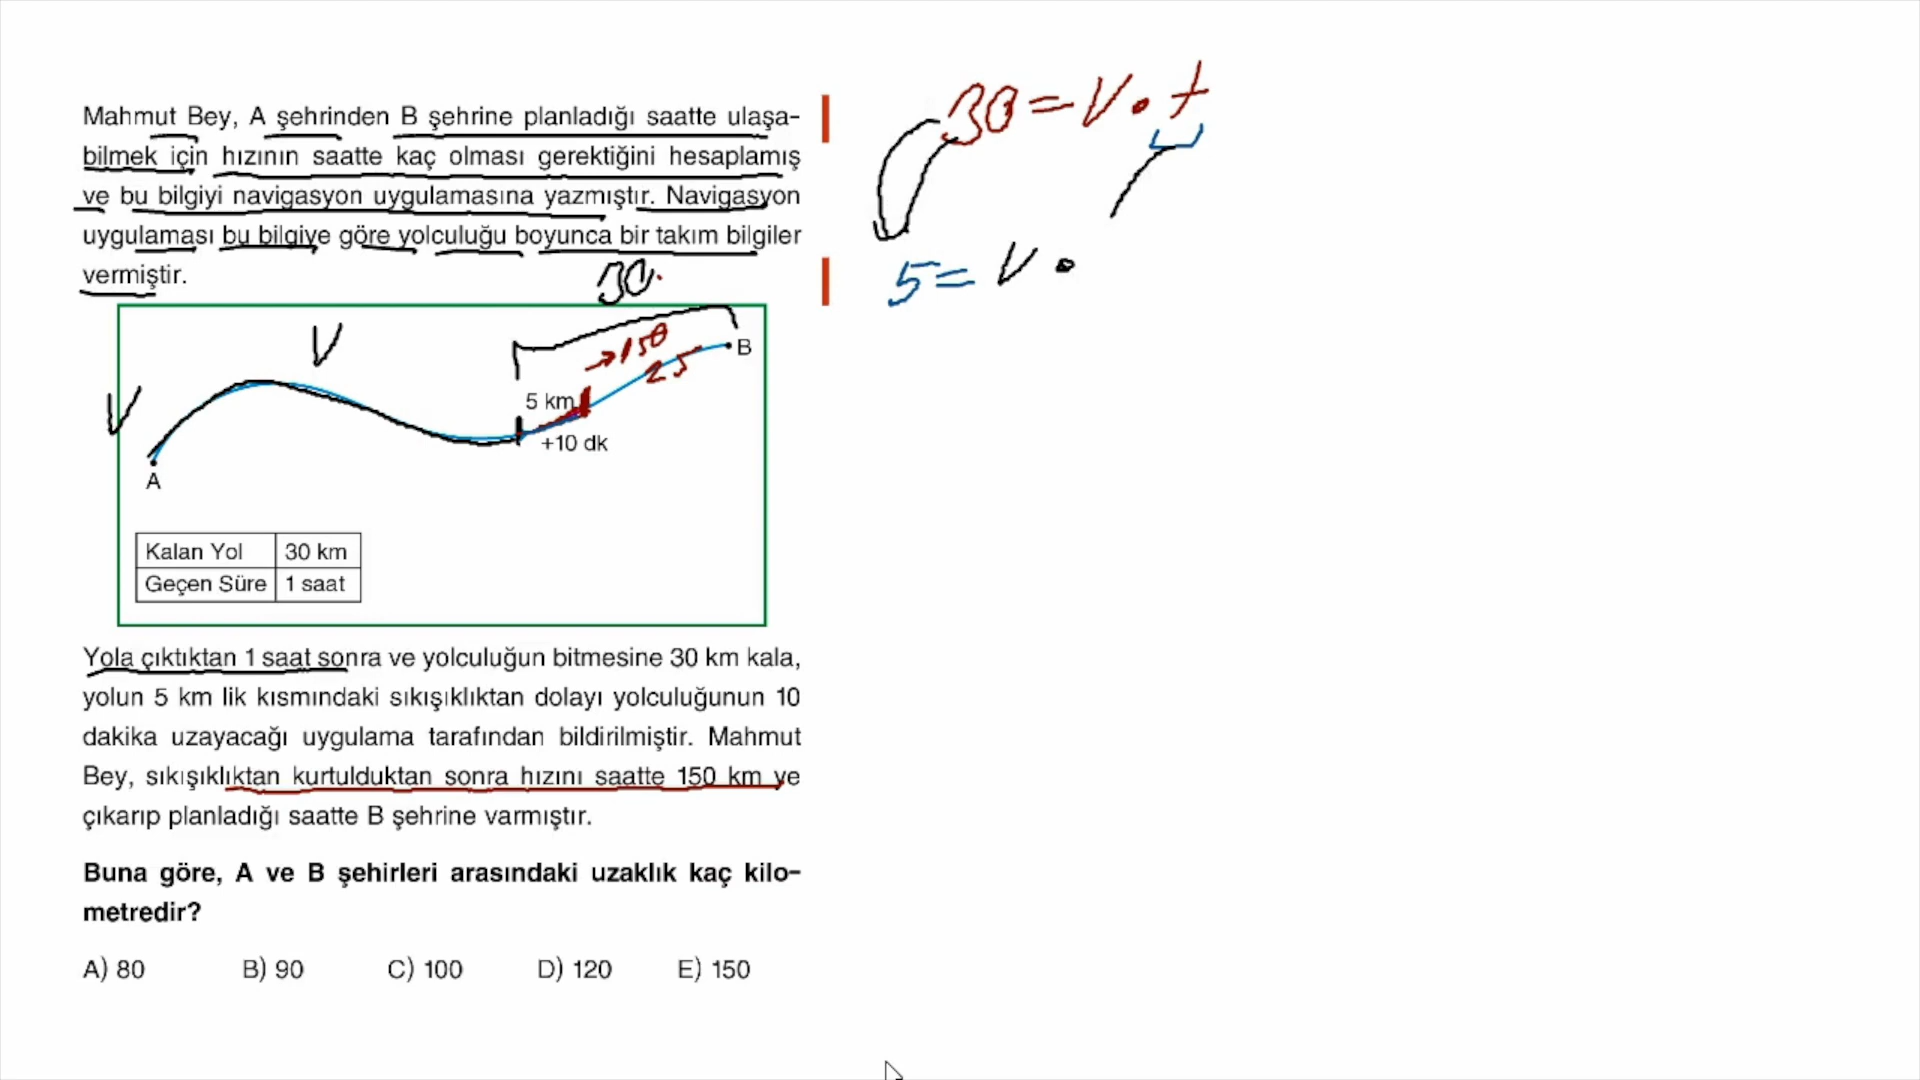 Mahmut Bey, A şehrinden B şehrine planladığı saatte ulaşa-
bilmek için hızının saatte kaç olması gerektiğini hesaplamış
ve bu bilgiyi navigasyon uygulamasına yazmıştır. Navigasyon
uygulaması bu bilgiye göre yolculuğu boyunca bir takım bilgiler
vermiştir.
30
V
V
→150
25
B
5 km
+10 dk
A
Kalan Yol 30 km
Geçen Süre 1 saat
Yola çıktıktan 1 saat sonra ve yolculuğun bitmesine 30 km kala,
yolun 5 km lik kısmındaki sıkışıklıktan dolayı yolculuğunun 10
dakika uzayacağı uygulama tarafından bildirilmiştir. Mahmut
Bey, sıkışıklıktan kurtulduktan sonra hızını saatte 150 km ye
çıkarıp planladığı saatte B şehrine varmıştır.
Buna göre, A ve B şehirleri arasındaki uzaklık kaç kilo-
metredir?
A) 80 B) 90 C) 100 D) 120 E) 150
30 = V . t
5 = V .